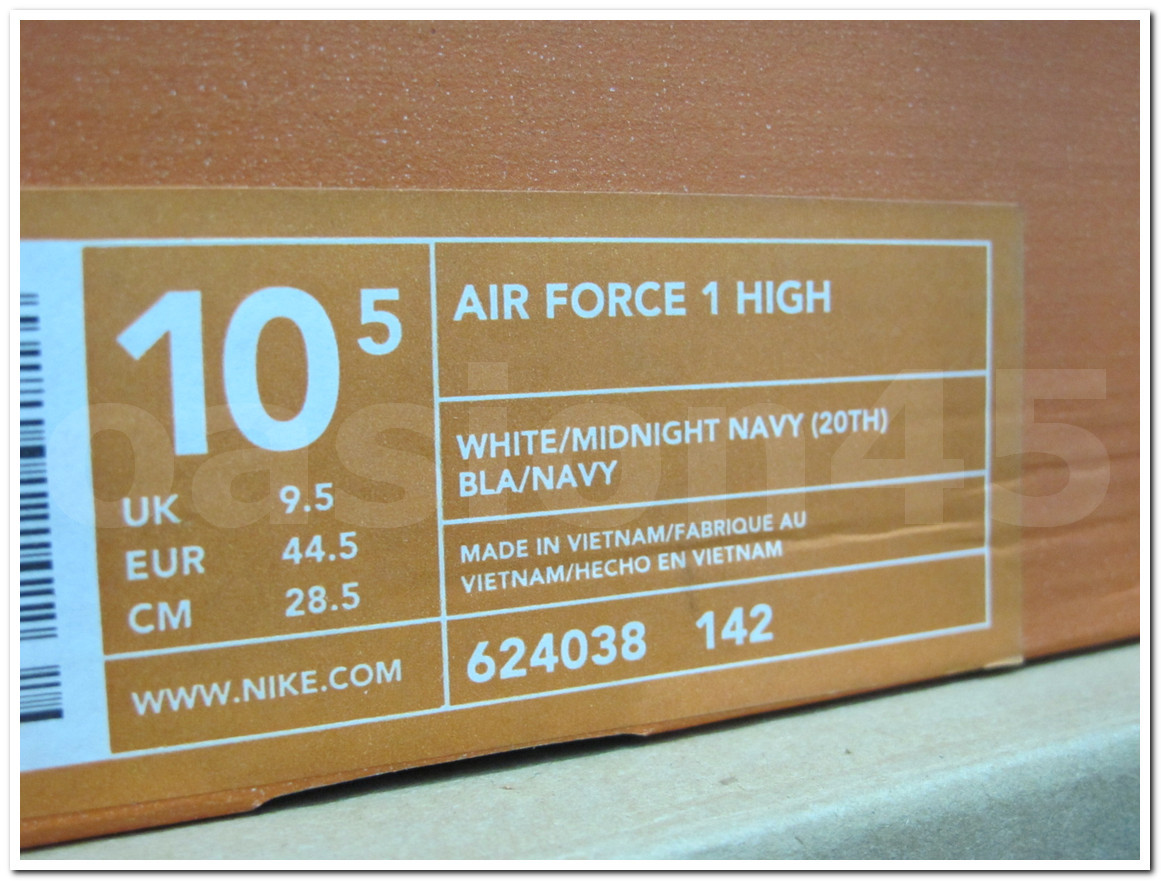 10 5
UK 9.5
EUR 44.5
CM 28.5
WWW.NIKE.COM
AIR FORCE 1 HIGH
WHITE/MIDNIGHT NAVY (20TH)
BLA/NAVY
MADE IN VIETNAM/FABRIQUE AU
VIETNAM/HECHO EN VIETNAM
624038 142
oasion45